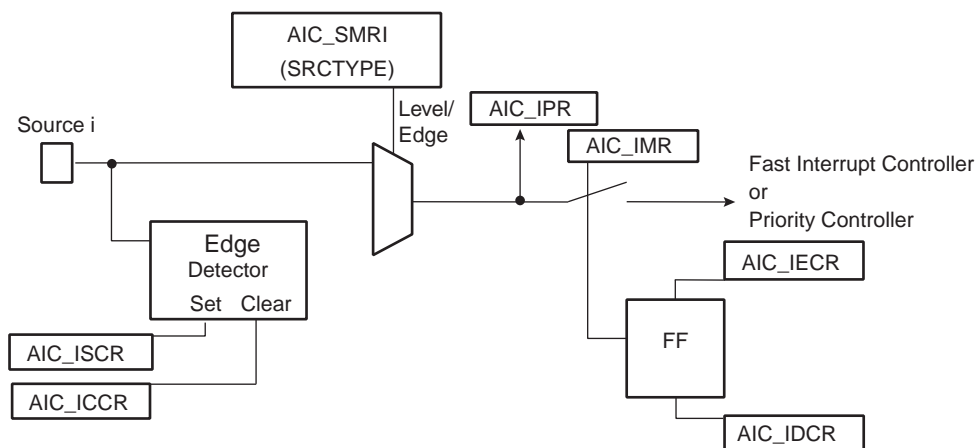 AIC_SMRI
(SRCTYPE)
Level/
Edge
AIC_IPR
AIC_IMR
Source i
Fast Interrupt Controller
or
Priority Controller
Edge
Detector
Set Clear
AIC_IECR
FF
AIC_ISCR
AIC_ICCR
AIC_IDCR